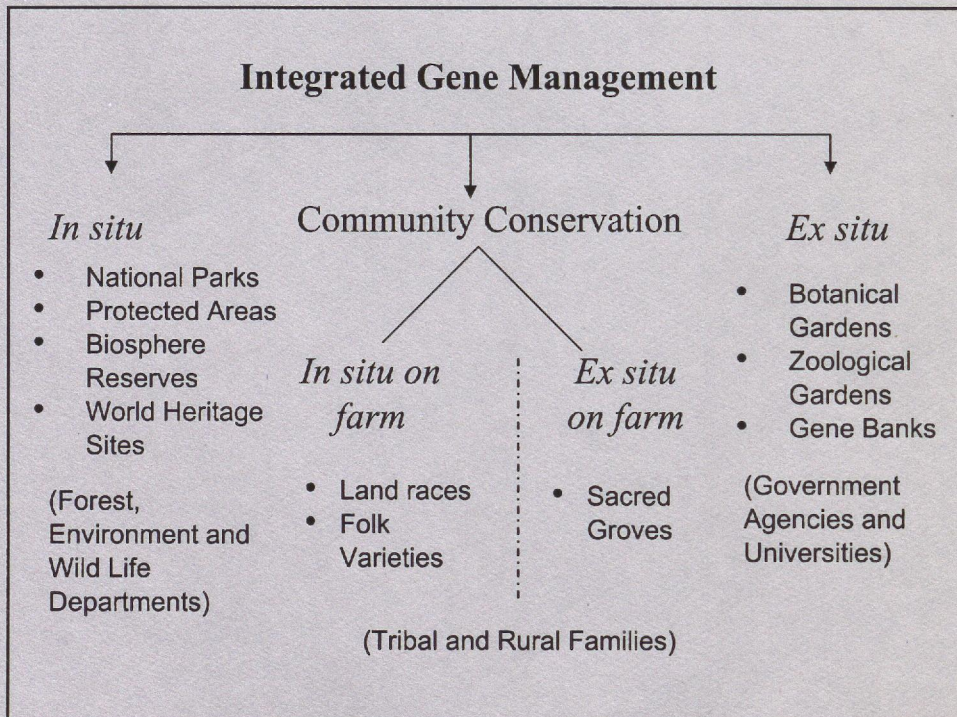 Integrated Gene Management
In situ
• National Parks
• Protected Areas
• Biosphere
Reserves
• World Heritage
Sites
(Forest,
Environment and
Wild Life
Departments)
Community Conservation
In situ on
farm
• Land races
• Folk
Varieties
Ex situ
on farm
• Sacred
Groves
(Tribal and Rural Families)
Ex situ
• Botanical
Gardens
• Zoological
Gardens
• Gene Banks
(Government
Agencies and
Universities)